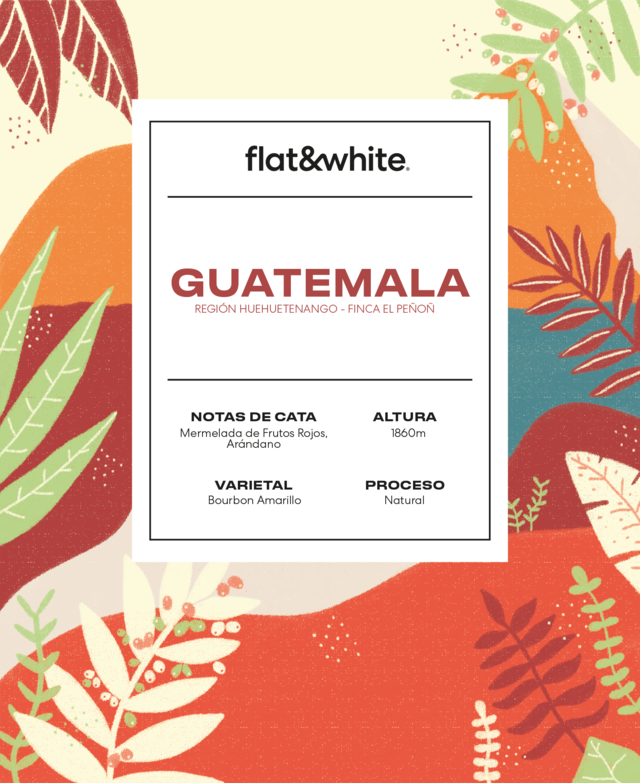 flat&white.
GUATEMALA
REGIÓN HUEHUETENANGO - FINCA EL PEÑOÑ
NOTAS DE CATA
Mermelada de Frutos Rojos,
Arándano
ALTURA
1860m
VARIETAL
Bourbon Amarillo
PROCESO
Natural